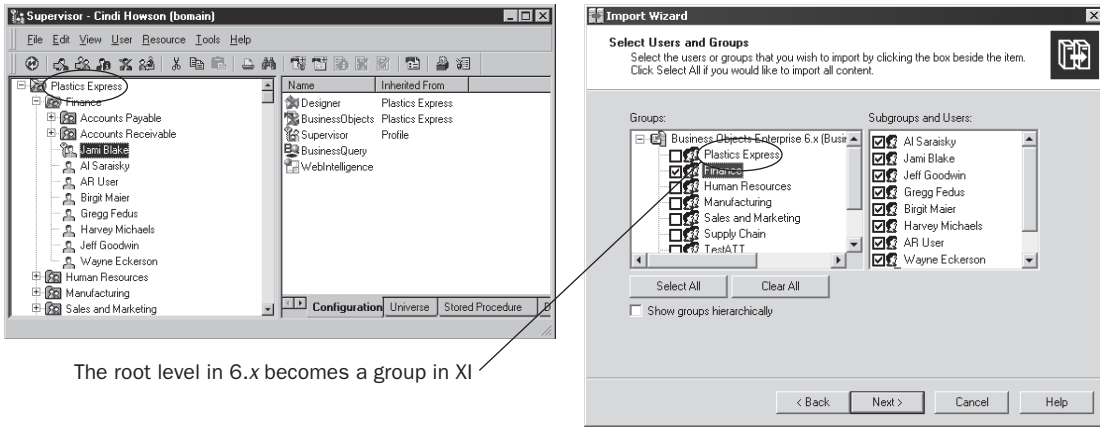 Supervisor - Cindi Howson (bomain)
File Edit View User Resource Tools Help
Plastics Express
Finance
Accounts Payable
Accounts Receivable
Jami Blake
Al Saraisky
AR User
Birgit Maier
Gregg Fedus
Harvey Michaels
Jeff Goodwin
Wayne Eckerson
Human Resources
Manufacturing
Sales and Marketing
Name Inherited From
Designer Plastics Express
BusinessObjects Plastics Express
Supervisor Profile
BusinessQuery
WebIntelligence
Configuration Universe Stored Procedure D
The root level in 6.x becomes a group in XI
Import Wizard
Select Users and Groups
Select the users or groups that you wish to import by clicking the box beside the item.
Click Select All if you would like to import all content.
Groups:
Business Objects Enterprise 6.x (Busir
Plastics Express
Finance
Human Resources
Manufacturing
Sales and Marketing
Supply Chain
TestATT
Subgroups and Users:
Al Saraisky
Jami Blake
Jeff Goodwin
Gregg Fedus
Birgit Maier
Harvey Michaels
AR User
Wayne Eckerson
Select All Clear All
Show groups hierarchically
< Back Next > Cancel Help